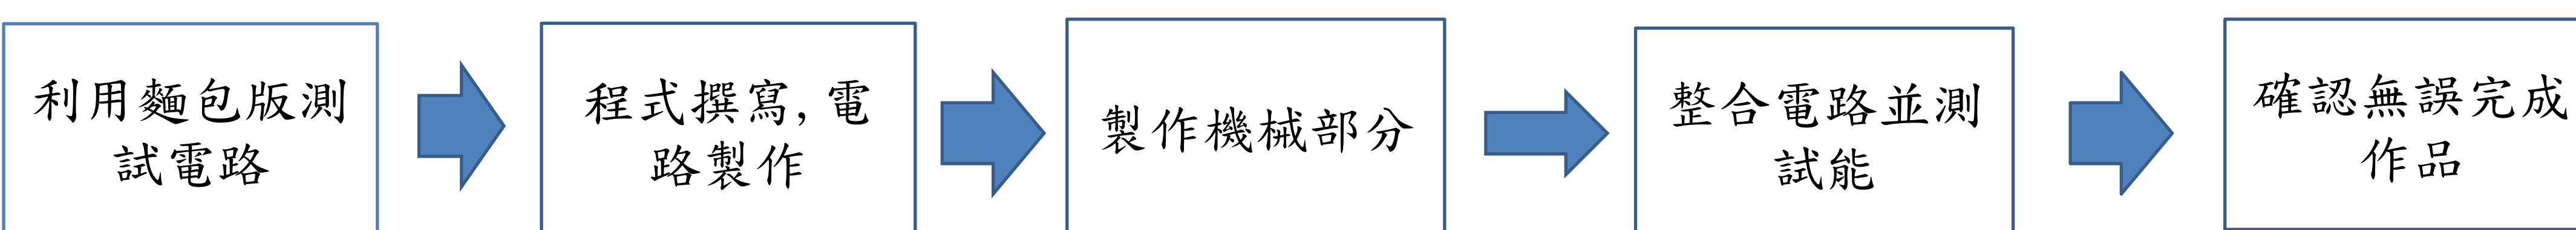 利用麵包版測
試電路
程式撰寫,電
路製作
製作機械部分
整合電路並測
試能
確認無誤完成
作品